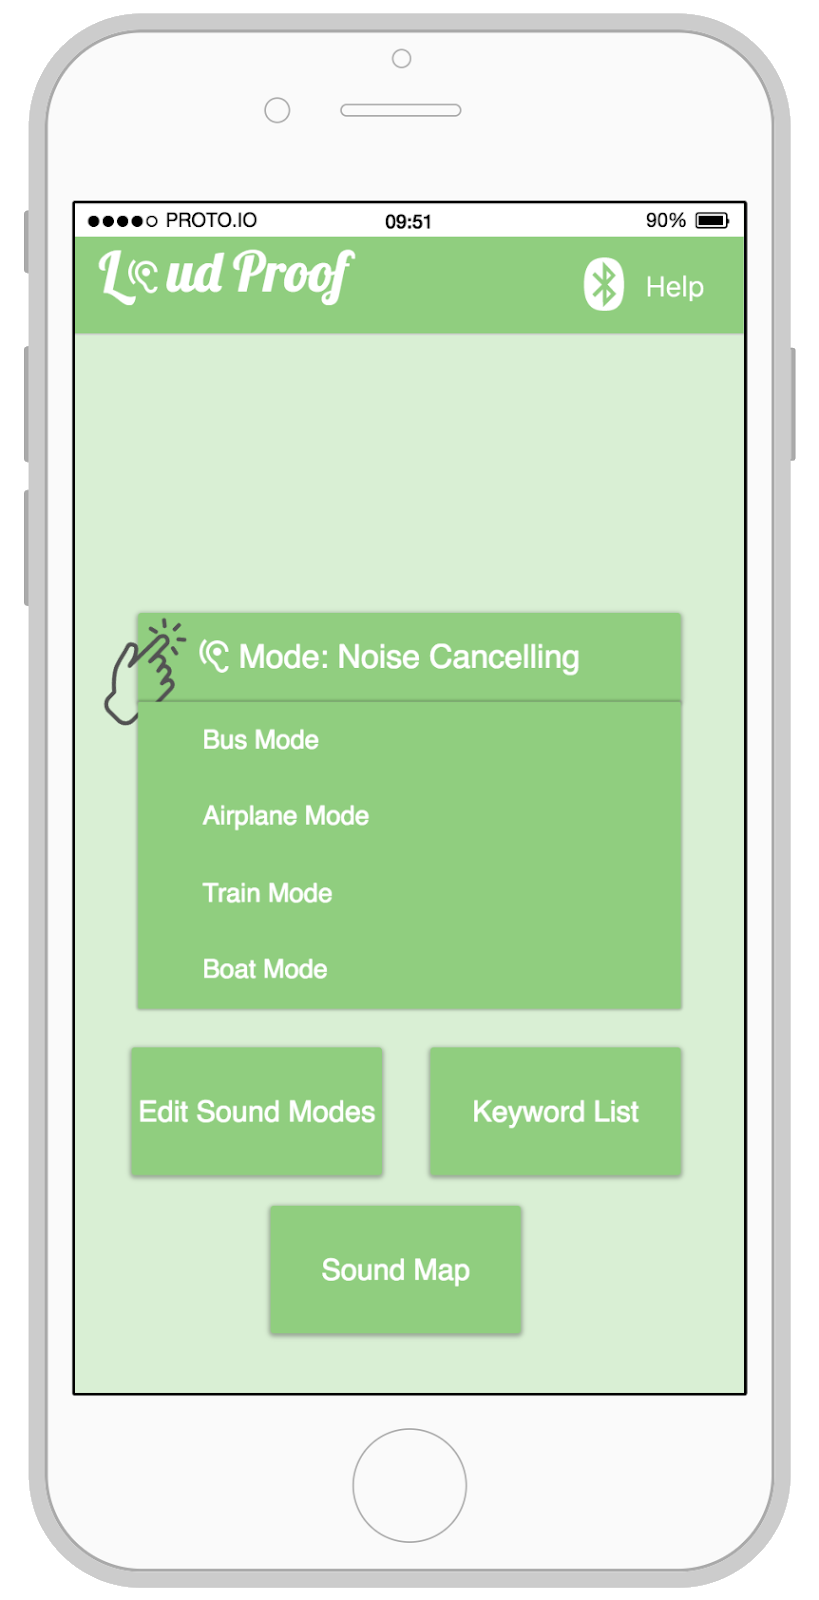 PROTO.IO 09:51 90%
Loud Proof Help
Mode: Noise Cancelling
Bus Mode
Airplane Mode
Train Mode
Boat Mode
Edit Sound Modes Keyword List
Sound Map